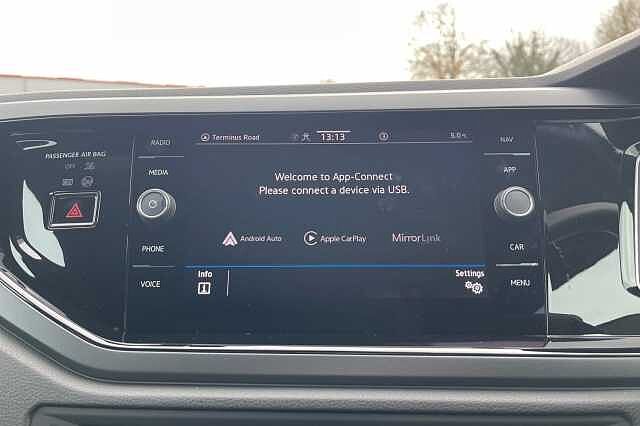 PASSENGER AIR BAG
OFF
RADIO
MEDIA
PHONE
VOICE
Terminus Road
13:13
5.0 °C
Welcome to App-Connect
Please connect a device via USB.
Android Auto
Apple CarPlay
MirrorLink
Info
Settings
NAV
APP
CAR
MENU